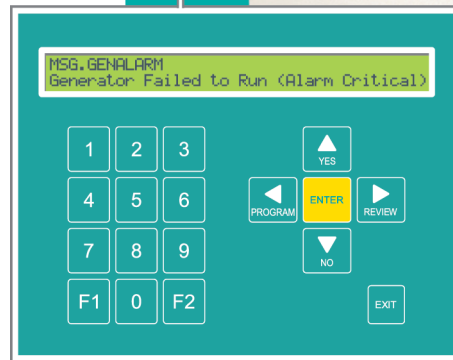 MSG.GENALARM
Generator Failed to Run (Alarm Critical)
1 2 3
YES
4 5 6
PROGRAM ENTER REVIEW
7 8 9
NO
F1 0 F2
EXIT